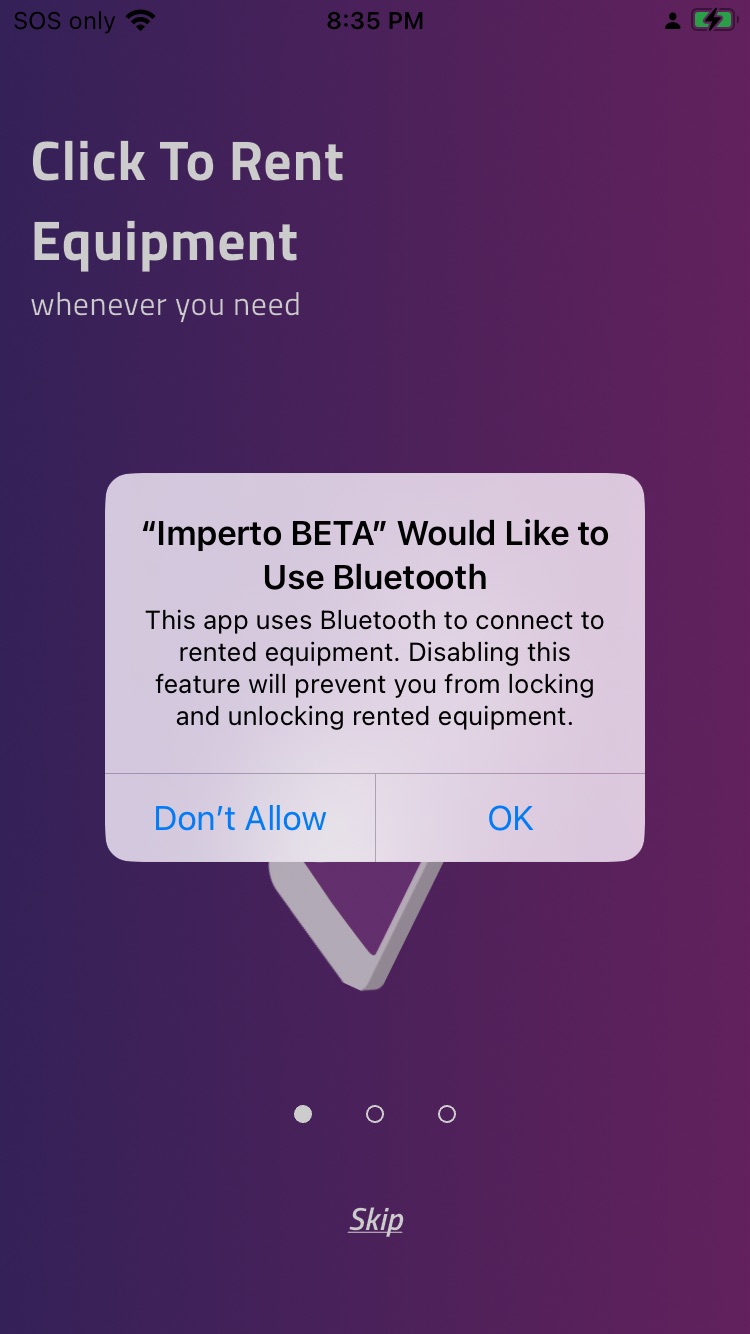 SOS only
8:35 PM
Click To Rent
Equipment
whenever you need
“Imperto BETA” Would Like to
Use Bluetooth
This app uses Bluetooth to connect to
rented equipment. Disabling this
feature will prevent you from locking
and unlocking rented equipment.
Don’t Allow
OK
Skip